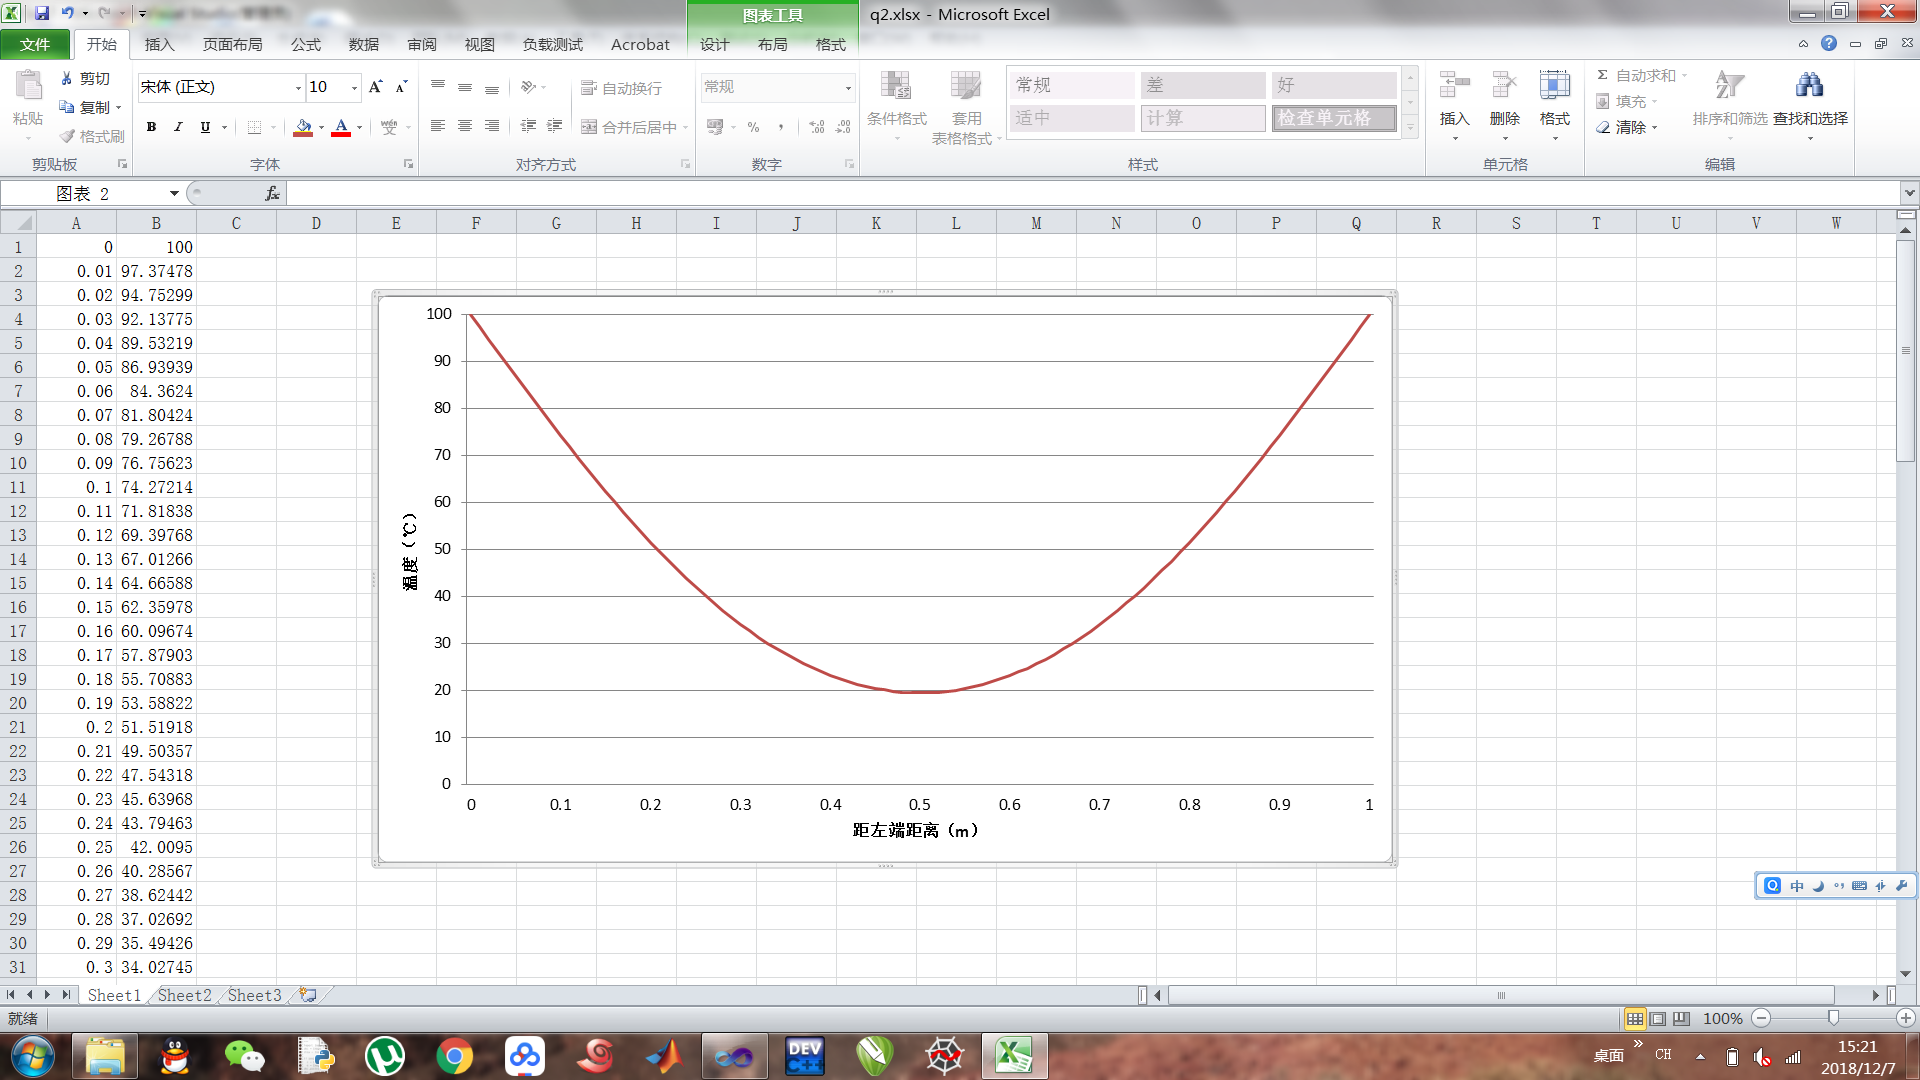 图表工具
q2.xlsx - Microsoft Excel
文件 开始 插入 页面布局 公式 数据 审阅 视图 负载测试 Acrobat 设计 布局 格式
粘贴 剪切 复制 格式刷 剪贴板
宋体 (正文) 10
B I U wén 字体
自动换行
合并后居中 对齐方式
常规
% , 数字
条件格式 套用
表格格式
常规 差 好
适中 计算 检查单元格
样式
插入 删除 格式 单元格
Σ 自动求和
填充
清除
排序和筛选 查找和选择 编辑
图表 2 fx
A B C D E F G H I J K L M N O P Q R S T U V W
1 0 100
2 0.01 97.37478
3 0.02 94.75299
4 0.03 92.13775
5 0.04 89.53219
6 0.05 86.93939
7 0.06 84.3624
8 0.07 81.80424
9 0.08 79.26788
10 0.09 76.75623
11 0.1 74.27214
12 0.11 71.81838
13 0.12 69.39768
14 0.13 67.01266
15 0.14 64.66588
16 0.15 62.35978
17 0.16 60.09674
18 0.17 57.87903
19 0.18 55.70883
20 0.19 53.58822
21 0.2 51.51918
22 0.21 49.50357
23 0.22 47.54318
24 0.23 45.63968
25 0.24 43.79463
26 0.25 42.0095
27 0.26 40.28567
28 0.27 38.62442
29 0.28 37.02692
30 0.29 35.49426
31 0.3 34.02745
100
90
80
70
60
50
40
30
20
10
0
温度（℃）
0 0.1 0.2 0.3 0.4 0.5 0.6 0.7 0.8 0.9 1
距左端距离（m）
中
Sheet1 Sheet2 Sheet3
就绪 100%
DEV
C++
桌面 » CH 15:21
2018/12/7